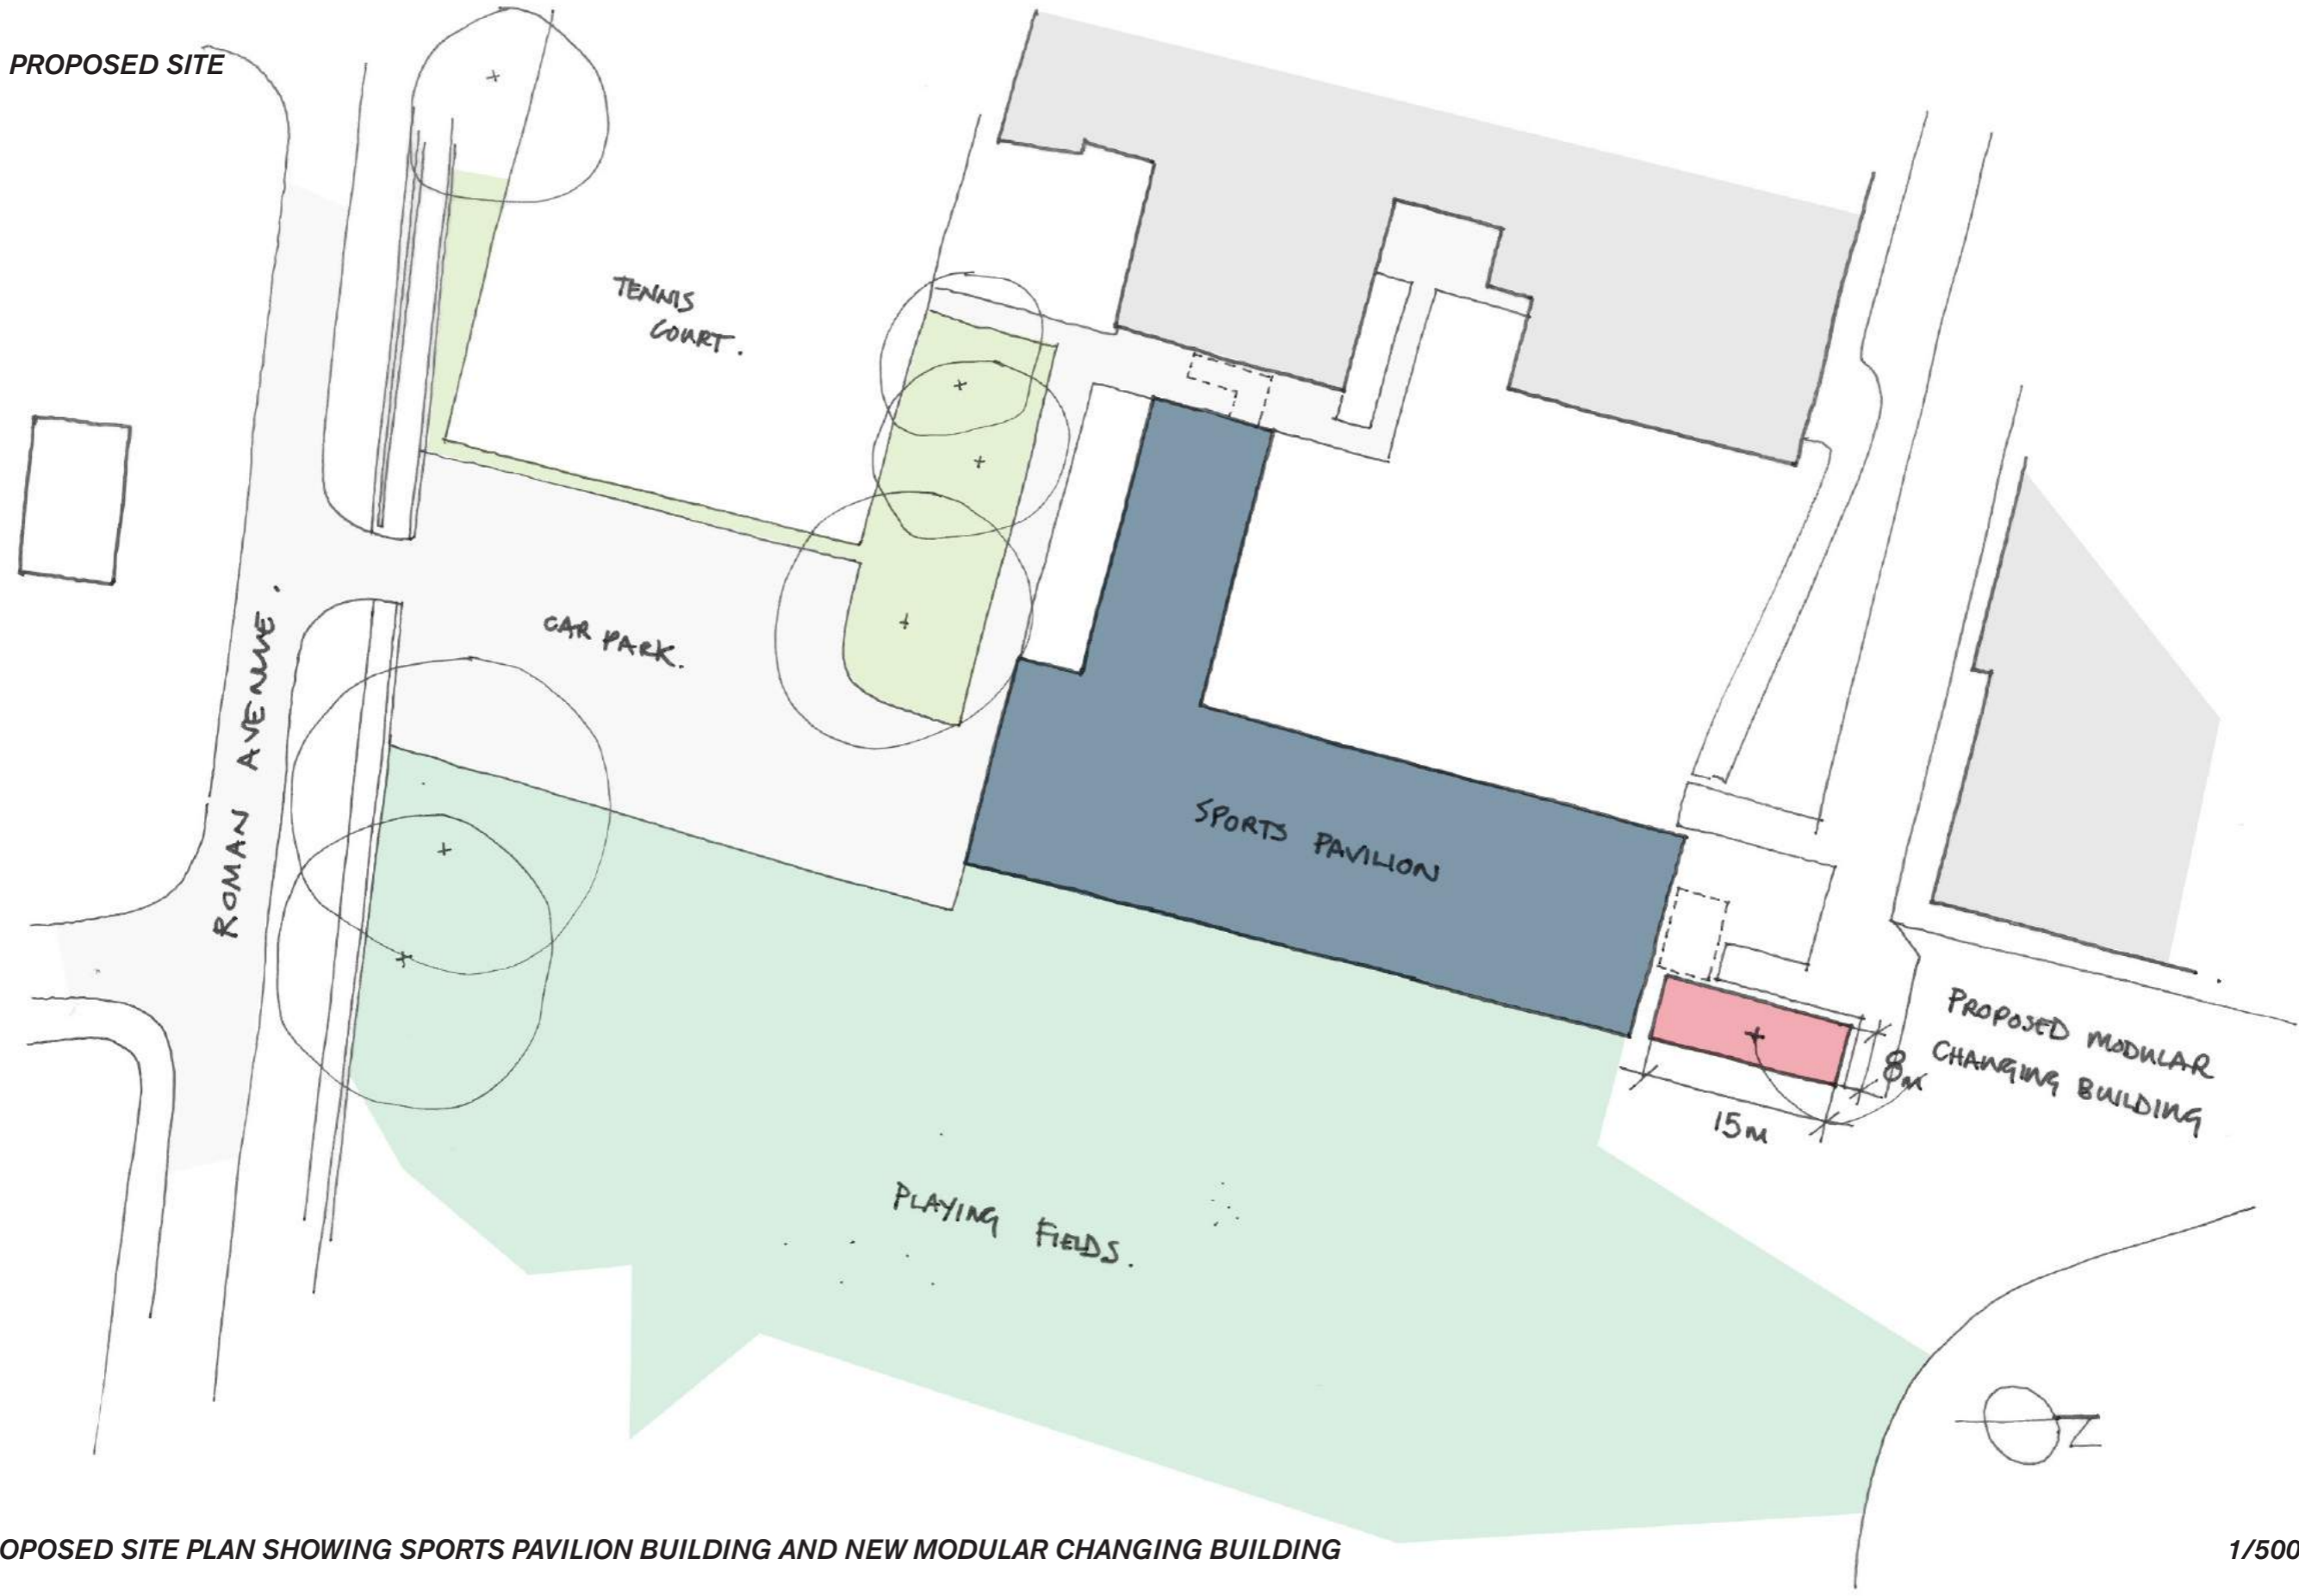 PROPOSED SITE
TENNIS
COURT.
CAR PARK.
ROMAN AVENUE.
SPORTS PAVILION
PROPOSED MODULAR
CHANGING BUILDING
8m
15m
PLAYING FIELDS.
N
OPOSED SITE PLAN SHOWING SPORTS PAVILION BUILDING AND NEW MODULAR CHANGING BUILDING
1/500